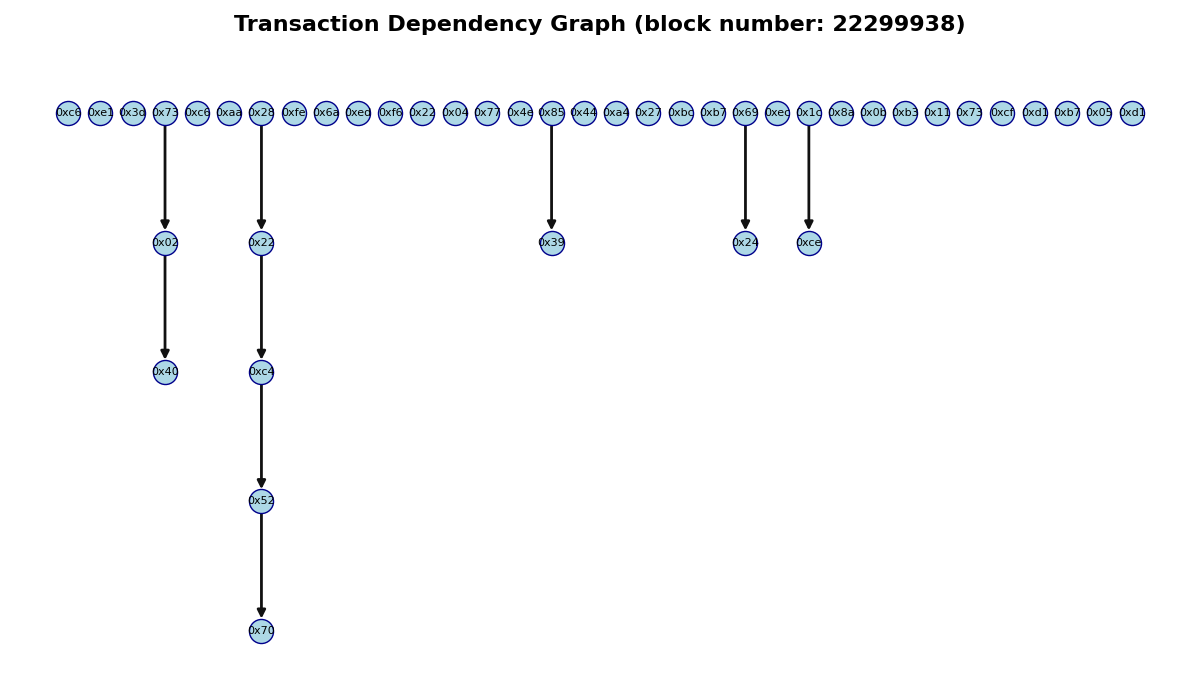 Transaction Dependency Graph (block number: 22299938)
0xc6 0xe1 0x3d 0x73 0xc6 0xaa 0x28 0xfe 0x6a 0xed 0xf6 0x22 0x04 0x77 0x4e 0x85 0x44 0xa4 0x27 0xbc 0xb7 0x69 0xec 0x1c 0x8a 0x0b 0xb3 0x11 0x73 0xcf 0xd1 0xb7 0x05 0xd1
0x02 0x22 0x39 0x24 0xce
0x40 0xc4
0x52
0x70